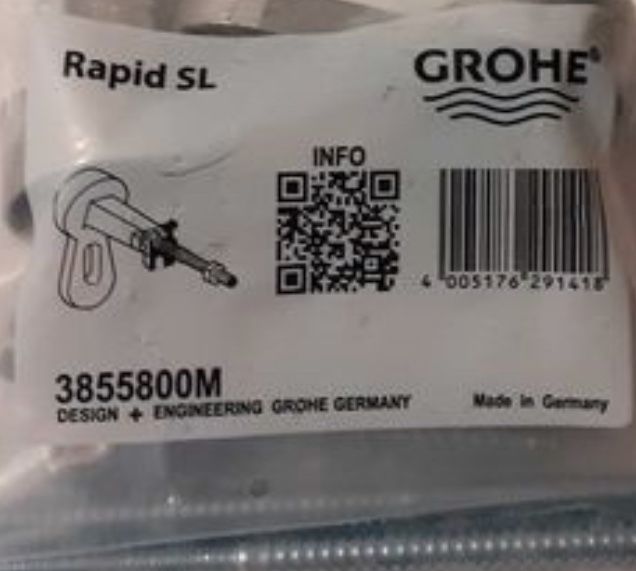 Rapid SL
GROHE®
INFO
4 005176 291418
3855800M
DESIGN + ENGINEERING GROHE GERMANY
Made in Germany